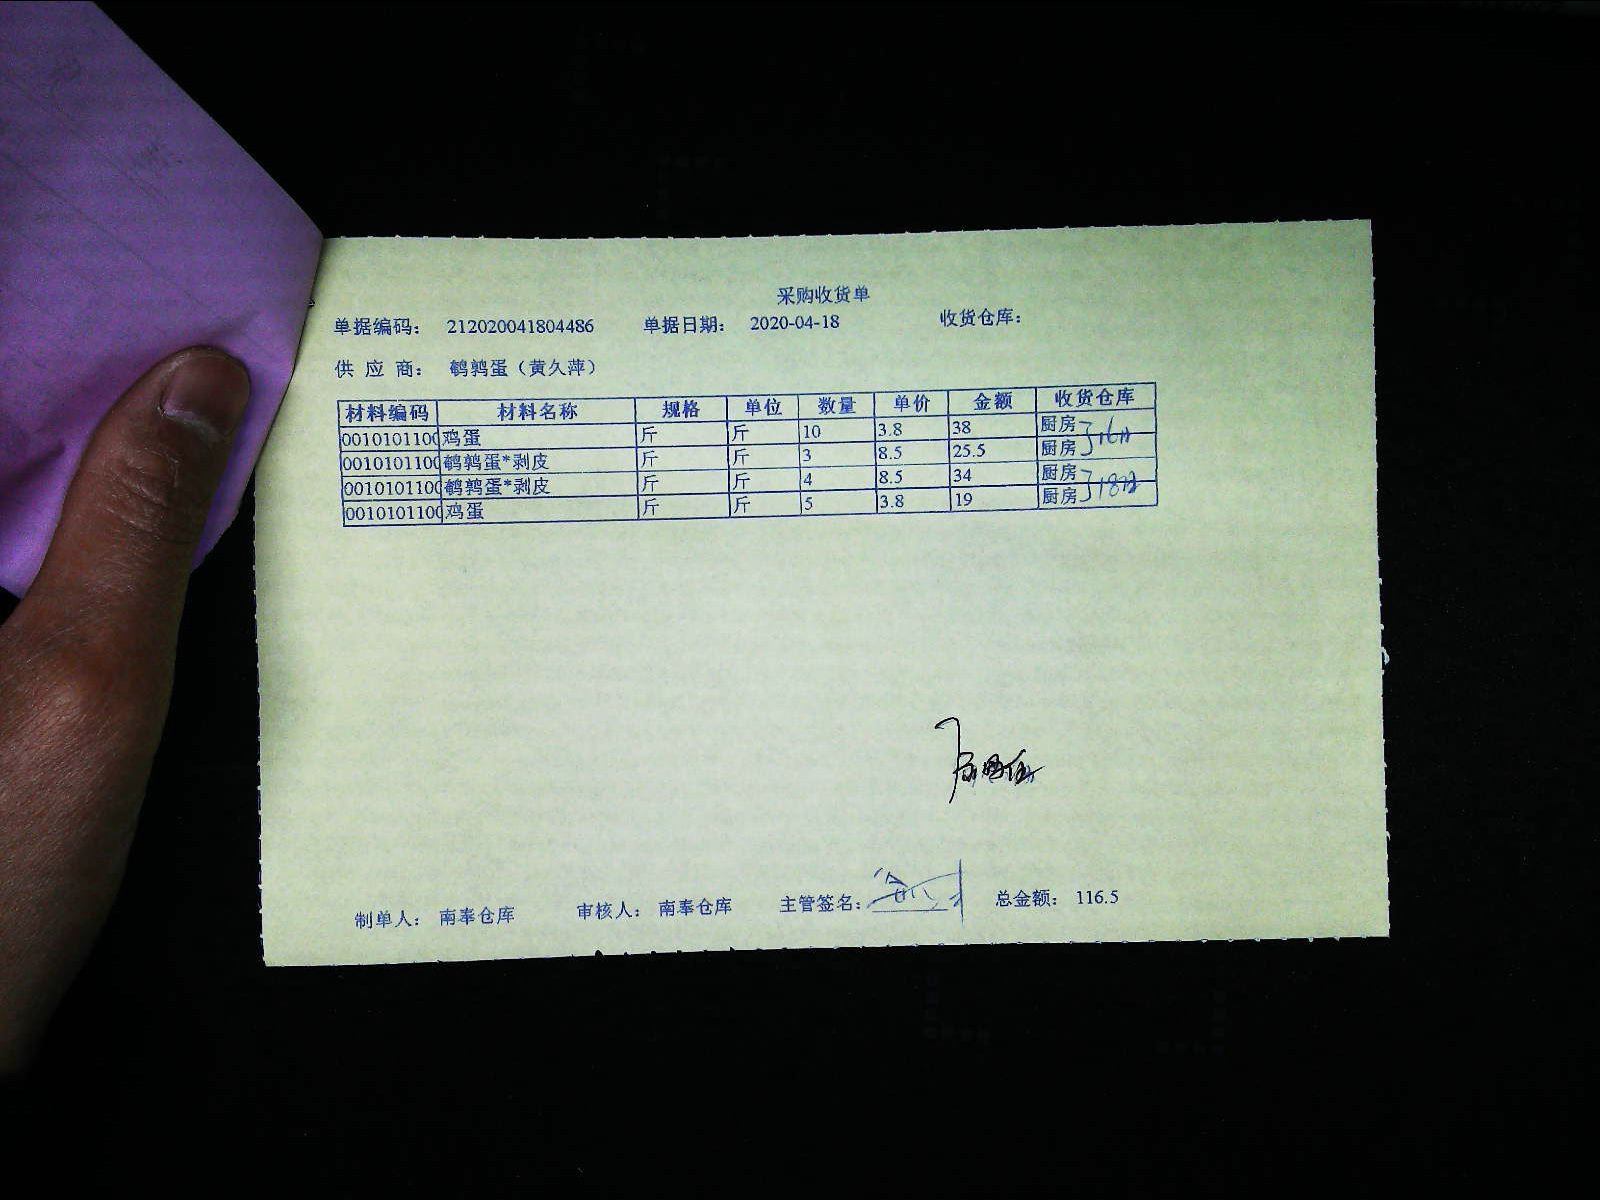 采购收货单
单据编码： 212020041804486 单据日期： 2020-04-18 收货仓库：
供 应 商： 鹌鹑蛋（黄久萍）
材料编码 材料名称 规格 单位 数量 单价 金额 收货仓库
0010101100 鸡蛋 斤 斤 10 3.8 38 厨房
0010101100 鹌鹑蛋*剥皮 斤 斤 3 8.5 25.5 厨房
0010101100 鹌鹑蛋*剥皮 斤 斤 4 8.5 34 厨房
0010101100 鸡蛋 斤 斤 5 3.8 19 厨房
制单人： 南奉仓库 审核人： 南奉仓库 主管签名： 总金额： 116.5